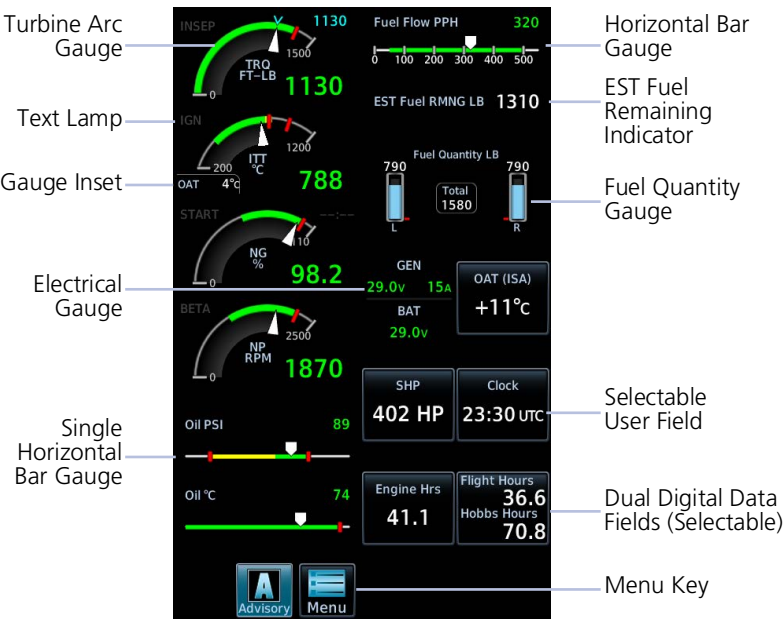 Turbine Arc
Gauge
Text Lamp
Gauge Inset
Electrical
Gauge
Single
Horizontal
Bar Gauge
INSEP
1130
1500
TRQ
FT-LB
0
1130
IGN
1200
200
ITT
°C
OAT 4°C
788
START
--:--
110
NG
%
0
98.2
BETA
2500
NP
RPM
0
1870
Oil PSI 89
Oil °C 74
Advisory
Menu
Fuel Flow PPH 320
0 100 200 300 400 500
EST Fuel RMNG LB 1310
Fuel Quantity LB
790 790
Total
1580
L R
GEN
29.0V 15A
BAT
29.0V
OAT (ISA)
+11°C
SHP
402 HP
Clock
23:30 UTC
Engine Hrs
41.1
Flight Hours
36.6
Hobbs Hours
70.8
Horizontal Bar
Gauge
EST Fuel
Remaining
Indicator
Fuel Quantity
Gauge
Selectable
User Field
Dual Digital Data
Fields (Selectable)
Menu Key